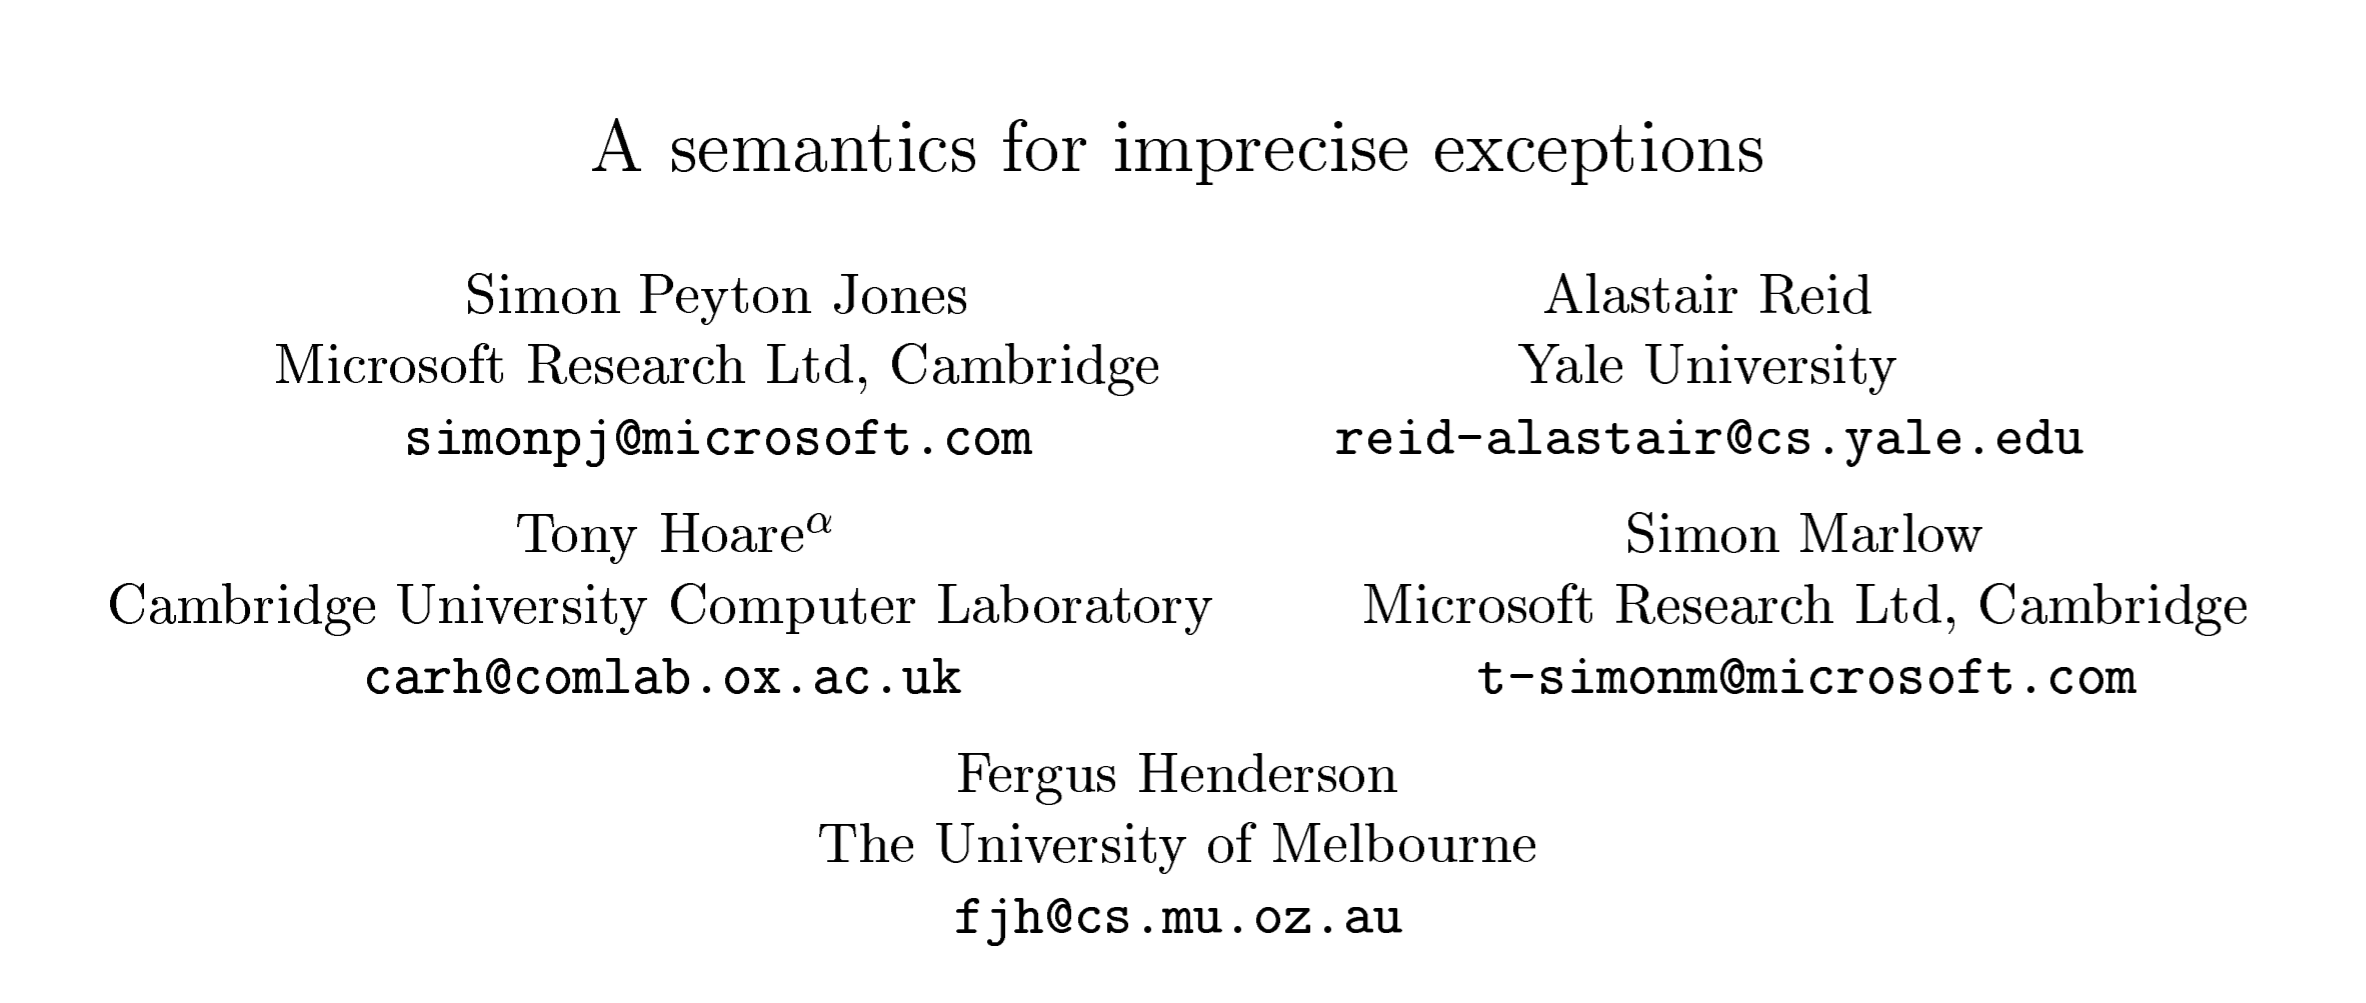 A semantics for imprecise exceptions
Simon Peyton Jones
Microsoft Research Ltd, Cambridge
simonpj@microsoft.com
Alastair Reid
Yale University
reid-alastair@cs.yale.edu
Tony Hoareα
Cambridge University Computer Laboratory
carh@comlab.ox.ac.uk
Simon Marlow
Microsoft Research Ltd, Cambridge
t-simonm@microsoft.com
Fergus Henderson
The University of Melbourne
fjh@cs.mu.oz.au